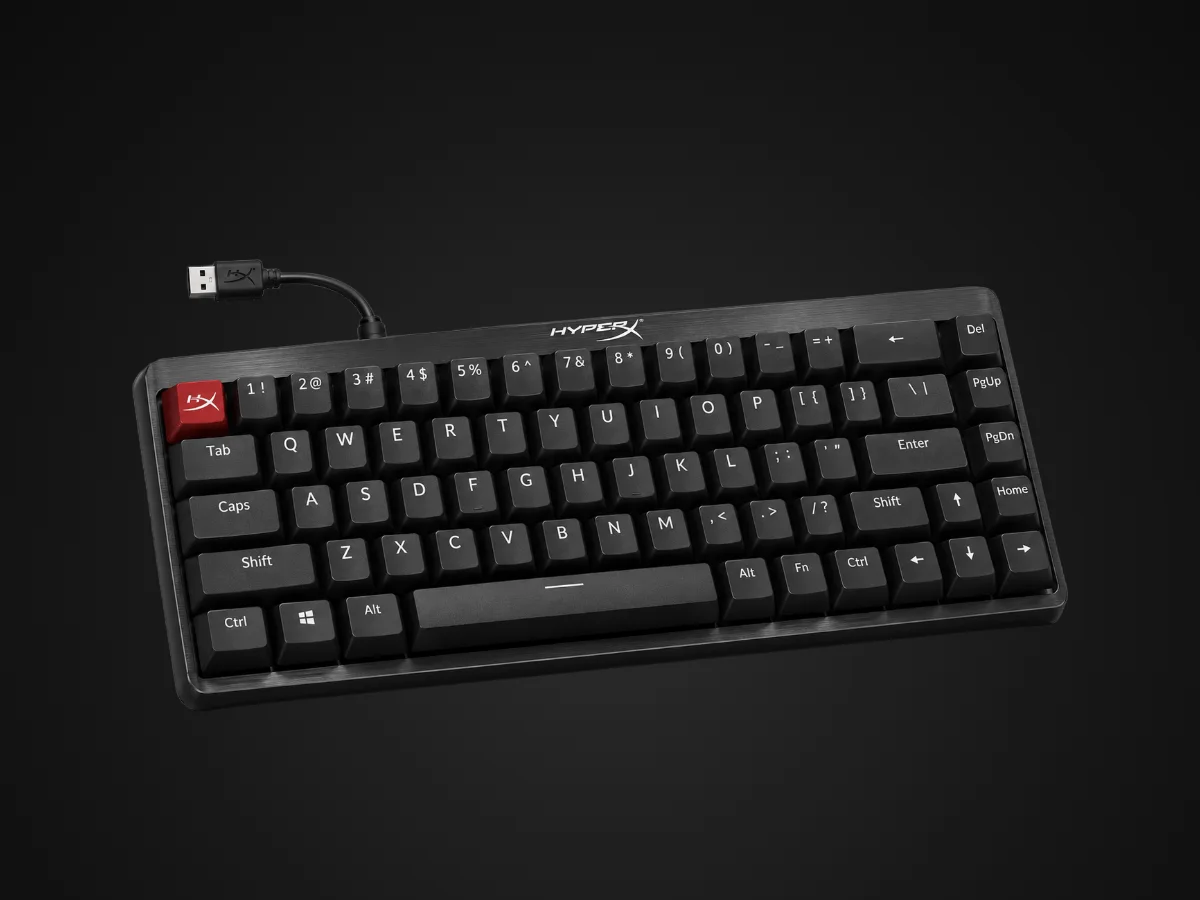 HYPERX
HX 1 ! 2 @ 3 # 4 $ 5 % 6 ^ 7 & 8 * 9 ( 0 ) - _ = + ← Del
Tab Q W E R T Y U I O P [ { ] } \ | PgUp
Caps A S D F G H J K L ; : ' " Enter PgDn
Shift Z X C V B N M , < . > / ? Shift ↑ Home
Ctrl Alt Alt Fn Ctrl ← ↓ →